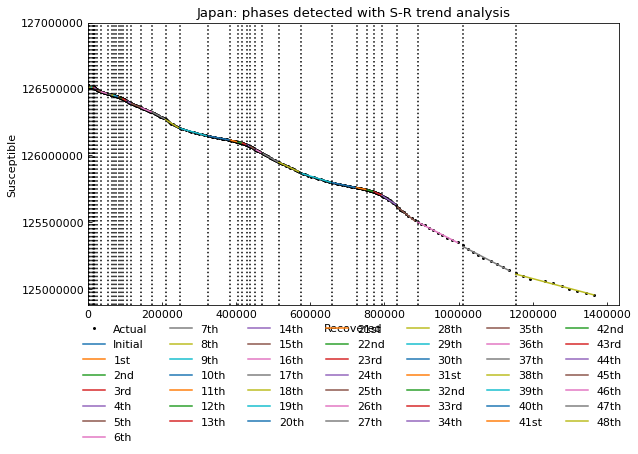 Japan: phases detected with S-R trend analysis
127000000
126500000
126000000
125500000
125000000
Susceptible
0 200000 400000 600000 800000 1000000 1200000 1400000
Recovered
Actual 7th 14th 21st 28th 35th 42nd
Initial 8th 15th 22nd 29th 36th 43rd
1st 9th 16th 23rd 30th 37th 44th
2nd 10th 17th 24th 31st 38th 45th
3rd 11th 18th 25th 32nd 39th 46th
4th 12th 19th 26th 33rd 40th 47th
5th 13th 20th 27th 34th 41st 48th
6th